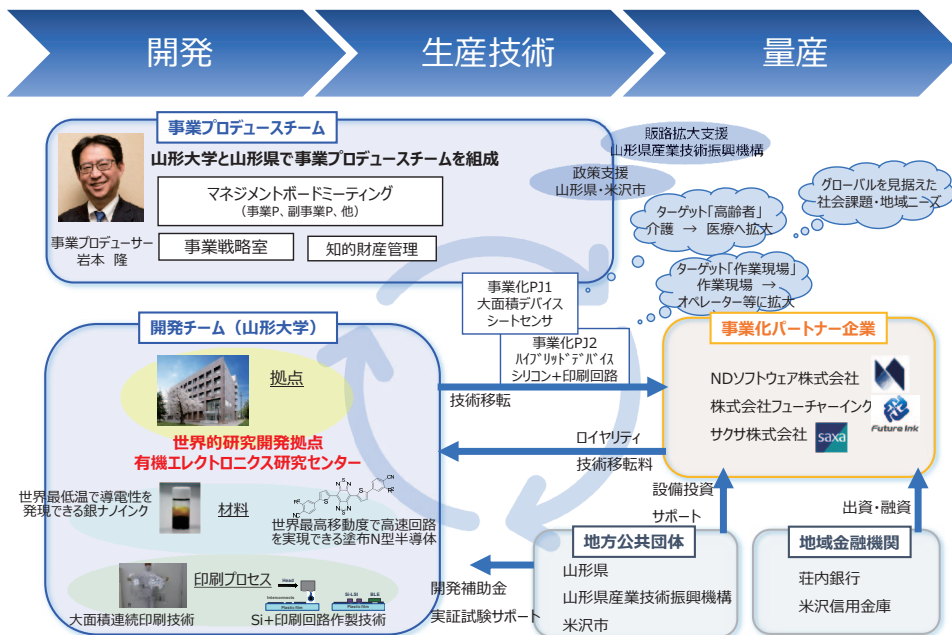 開発
生産技術
量産
事業プロデュースチーム
山形大学と山形県で事業プロデュースチームを組成
マネジメントボードミーティング
（事業P、副事業P、他）
事業戦略室
知的財産管理
事業プロデューサー
岩本 隆
販路拡大支援
山形県産業技術振興機構
政策支援
山形県・米沢市
グローバルを見据えた
社会課題・地域ニーズ
ターゲット「高齢者」
介護 → 医療へ拡大
ターゲット「作業現場」
作業現場 →
オペレーター等に拡大
事業化PJ1
大面積デバイス
シートセンサ
事業化PJ2
ﾊｲﾌﾞﾘｯﾄﾞﾃﾞﾊﾞｲｽ
シリコン+印刷回路
開発チーム（山形大学）
拠点
世界的研究開発拠点
有機エレクトロニクス研究センター
世界最低温で導電性を
発現できる銀ナノインク
材料
世界最高移動度で高速回路
を実現できる塗布N型半導体
印刷プロセス
大面積連続印刷技術
Head
Interconnects
Plastic film
Si-LSI
BLE
Plastic film
Si+印刷回路作製技術
技術移転
ロイヤリティ
技術移転料
事業化パートナー企業
NDソフトウェア株式会社
株式会社フューチャーインク
Future Ink
サクサ株式会社
saxa
設備投資
サポート
出資・融資
開発補助金
実証試験サポート
地方公共団体
山形県
山形県産業技術振興機構
米沢市
地域金融機関
荘内銀行
米沢信用金庫